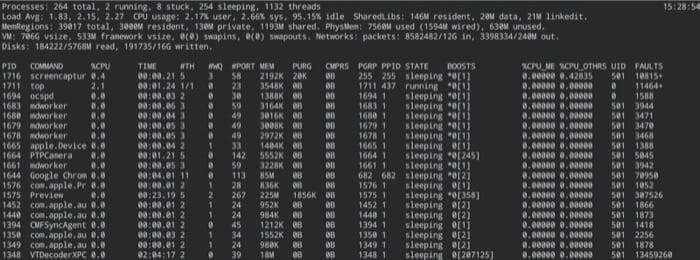 Processes: 264 total, 2 running, 8 stuck, 254 sleeping, 1132 threads 15:28:54
Load Avg: 1.83, 2.15, 2.27 CPU usage: 2.17% user, 2.66% sys, 95.15% idle SharedLibs: 146M resident, 20M data, 21M linkedit.
MemRegions: 39017 total, 3000M resident, 130M private, 1193M shared. PhysMem: 7560M used (1594M wired), 630M unused.
VM: 706G vsize, 533M framework vsize, 0(0) swapins, 0(0) swapouts. Networks: packets: 8582482/12G in, 3398334/240M out.
Disks: 184222/5768M read, 191735/16G written.
PID COMMAND %CPU TIME #TH #WQ #PORT MEM PURG CMPRS PGRP PPID STATE BOOSTS %CPU_ME %CPU_OTHRS UID FAULTS
1716 screencaptur 0.4 00:00.21 5 3 58 2192K 20K 0B 255 255 sleeping *0[1] 0.00000 0.42835 501 10815+
1711 top 2.1 00:01.24 1/1 0 23 3548K 0B 0B 1711 437 running *0[1] 0.00000 0.00000 0 11464+
1694 ocspd 0.0 00:00.03 2 0 30 1388K 0B 0B 1694 1 sleeping *0[1] 0.00000 0.00000 0 1588
1683 mdworker 0.0 00:00.06 3 0 59 3164K 0B 0B 1683 1 sleeping *0[1] 0.00000 0.00000 501 3944
1680 mdworker 0.0 00:00.04 3 0 49 3016K 0B 0B 1680 1 sleeping *0[1] 0.00000 0.00000 501 3471
1679 mdworker 0.0 00:00.05 3 0 49 3008K 0B 0B 1679 1 sleeping *0[1] 0.00000 0.00000 501 3470
1678 mdworker 0.0 00:00.05 3 0 49 2972K 0B 0B 1678 1 sleeping *0[1] 0.00000 0.00000 501 3468
1665 apple.Device 0.0 00:00.04 2 1 33 1404K 0B 0B 1665 1 sleeping 0[1] 0.00000 0.00000 501 1388
1664 PTPCamera 0.0 00:01.21 5 0 142 5552K 0B 0B 1664 1 sleeping *0[245] 0.00000 0.00000 501 5045
1661 mdworker 0.0 00:00.05 3 0 59 3228K 0B 0B 1661 1 sleeping *0[1] 0.00000 0.00000 501 3942
1644 Google Chrom 0.0 00:04.01 11 0 113 85M 0B 0B 682 682 sleeping *0[2] 0.00000 0.00000 501 70950
1576 com.apple.Pr 0.0 00:00.01 2 1 28 836K 0B 0B 1576 1 sleeping 0[1] 0.00000 0.00000 501 1052
1575 Preview 0.0 00:23.19 5 2 267 225M 1856K 0B 1575 1 sleeping *0[358] 0.00000 0.00000 501 307526
1452 com.apple.au 0.0 00:00.01 2 1 24 952K 0B 0B 1452 1 sleeping 0[2] 0.00000 0.00000 501 1866
1440 com.apple.au 0.0 00:00.01 2 1 24 984K 0B 0B 1440 1 sleeping 0[2] 0.00000 0.00000 501 1873
1394 CMFSyncAgent 0.0 00:00.01 2 0 45 1212K 0B 0B 1394 1 sleeping 0[1] 0.00000 0.00000 501 1418
1350 com.apple.au 0.0 00:00.03 2 1 34 1552K 0B 0B 1350 1 sleeping 0[2] 0.00000 0.00000 501 2256
1349 com.apple.au 0.0 00:00.01 2 1 24 980K 0B 0B 1349 1 sleeping 0[2] 0.00000 0.00000 501 1878
1348 VTDecoderXPC 0.0 02:04:17 2 0 39 18M 0B 0B 1348 1 sleeping 0[207125] 0.00000 0.00000 501 13459260